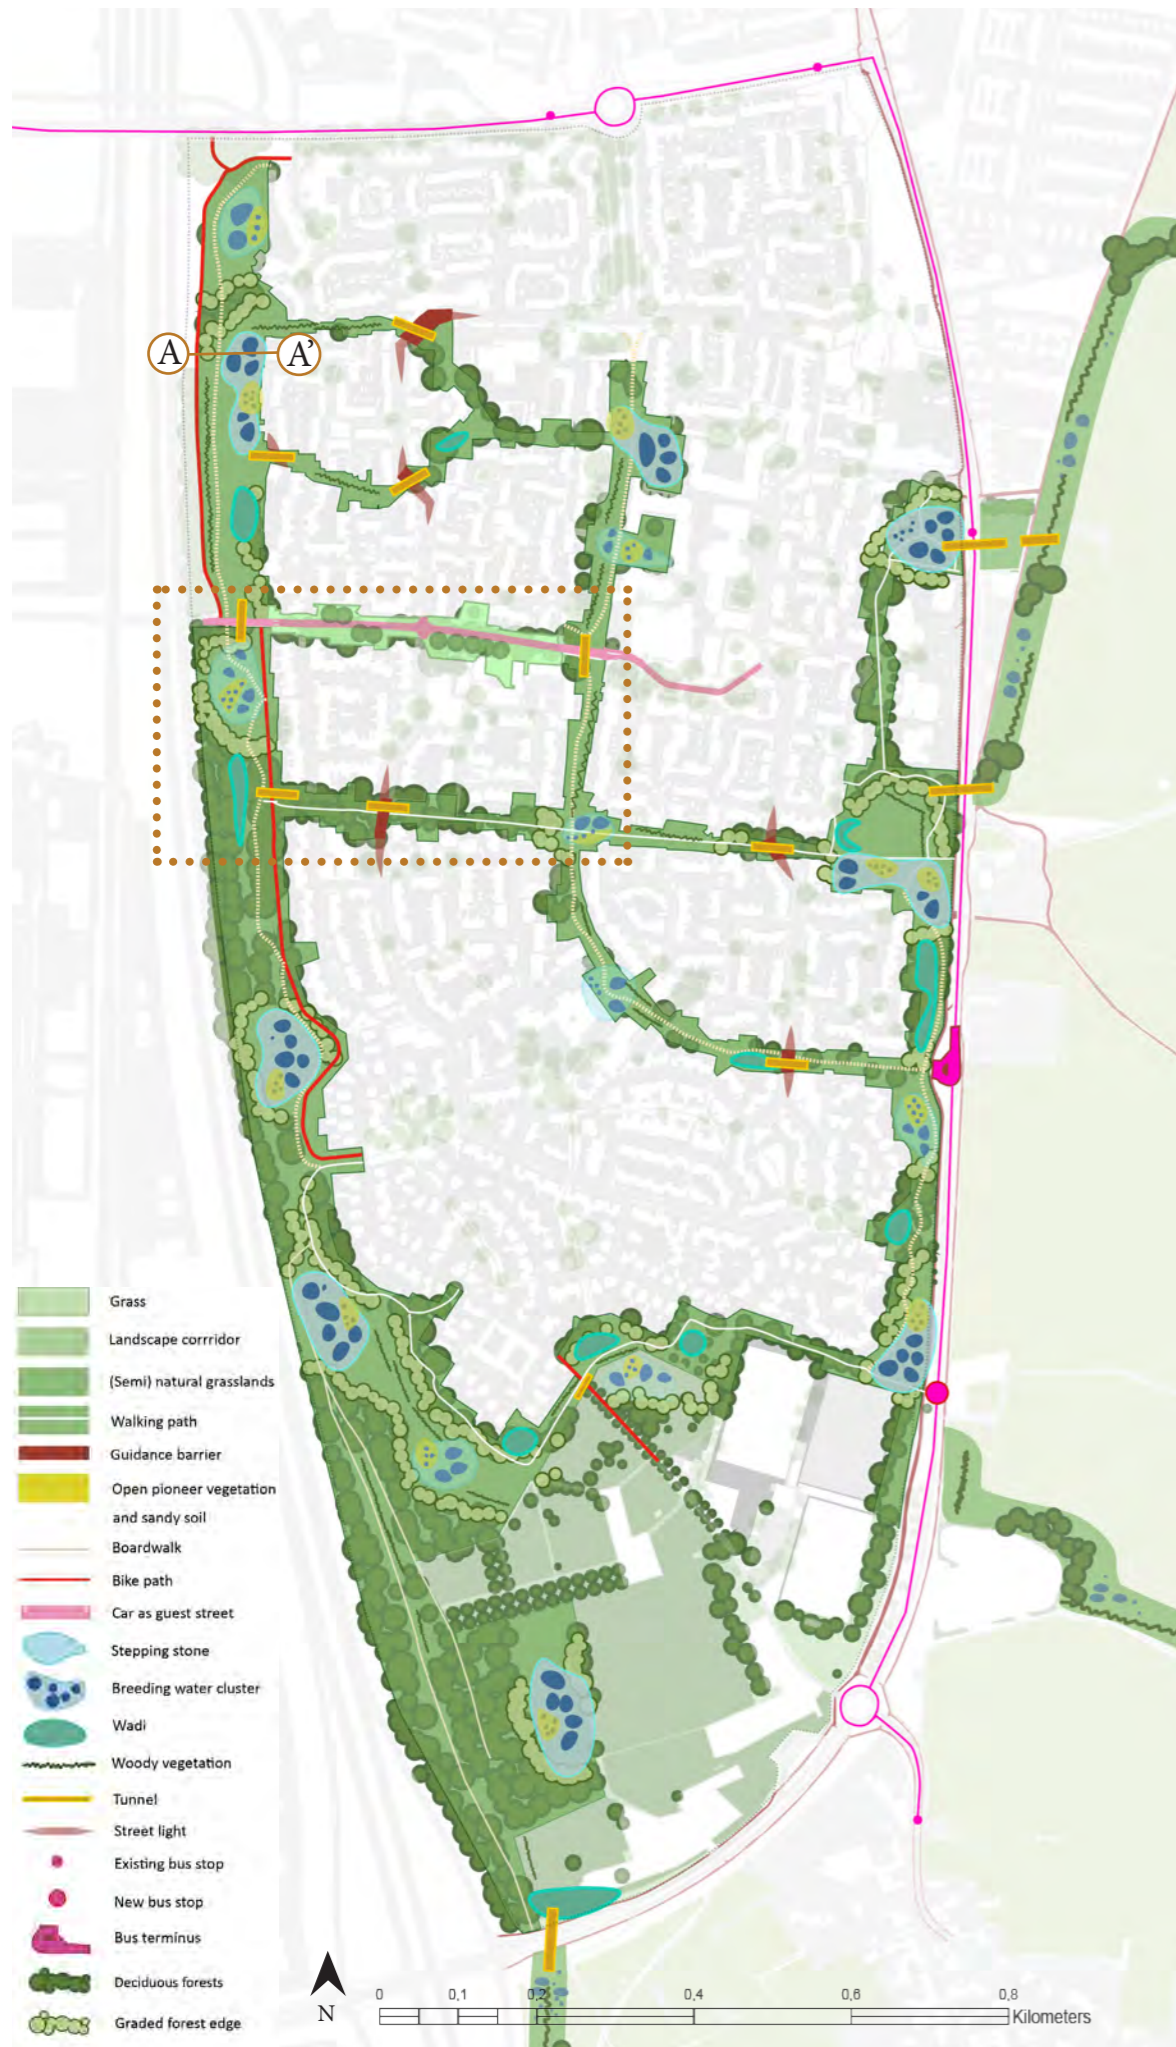 A
A'
Grass
Landscape corrridor
(Semi) natural grasslands
Walking path
Guidance barrier
Open pioneer vegetation
and sandy soil
Boardwalk
Bike path
Car as guest street
Stepping stone
Breeding water cluster
Wadi
Woody vegetation
Tunnel
Street light
Existing bus stop
New bus stop
Bus terminus
Deciduous forests
Graded forest edge
N
0 0,1 0,2 0,4 0,6 0,8
Kilometers